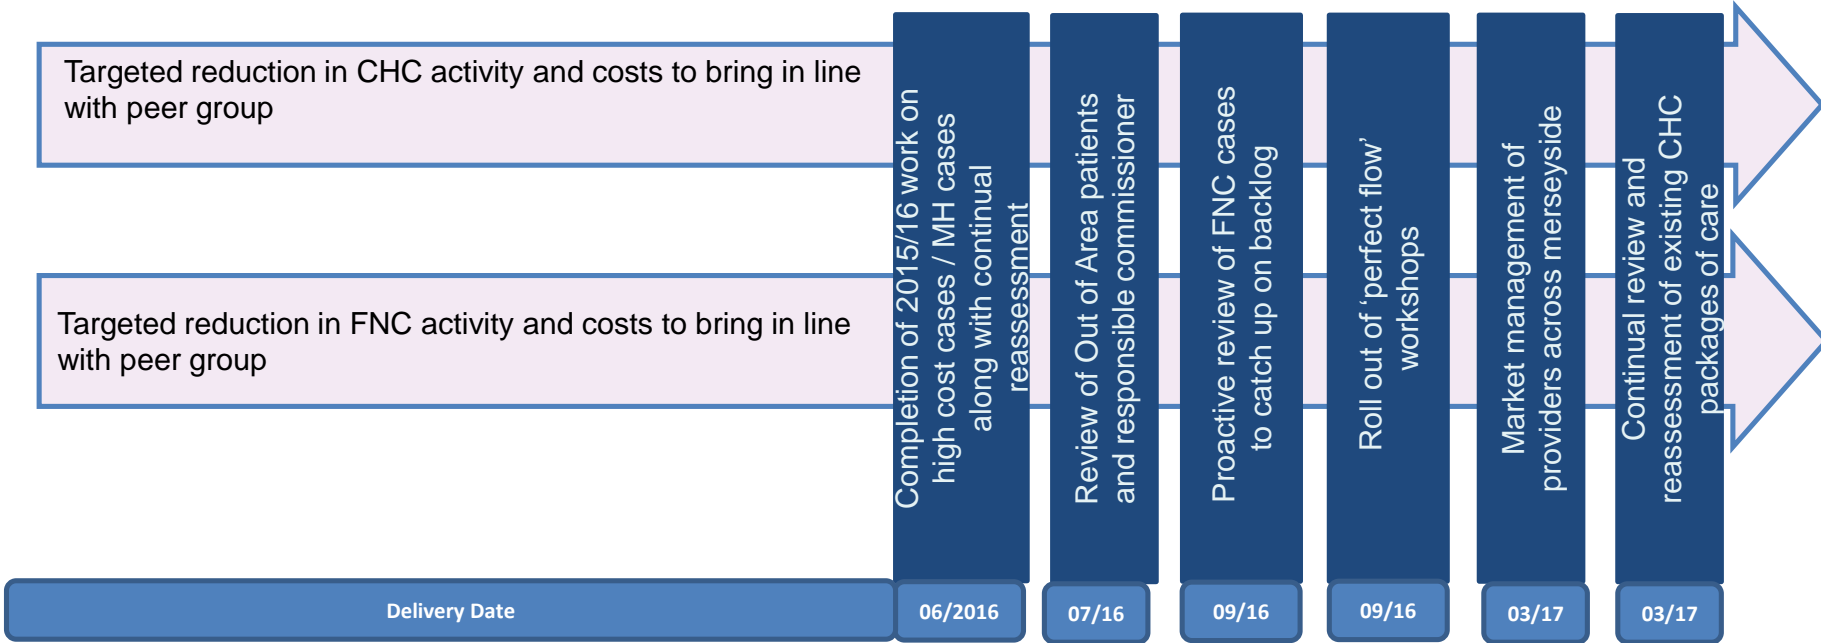 Targeted reduction in CHC activity and costs to bring in line
with peer group
Targeted reduction in FNC activity and costs to bring in line
with peer group
Completion of 2015/16 work on
high cost cases / MH cases
along with continual
reassessment
Review of Out of Area patients
and responsible commissioner
Proactive review of FNC cases
to catch up on backlog
Roll out of ‘perfect flow’
workshops
Market management of
providers across merseyside
Continual review and
reassessment of existing CHC
packages of care
Delivery Date
06/2016
07/16
09/16
09/16
03/17
03/17